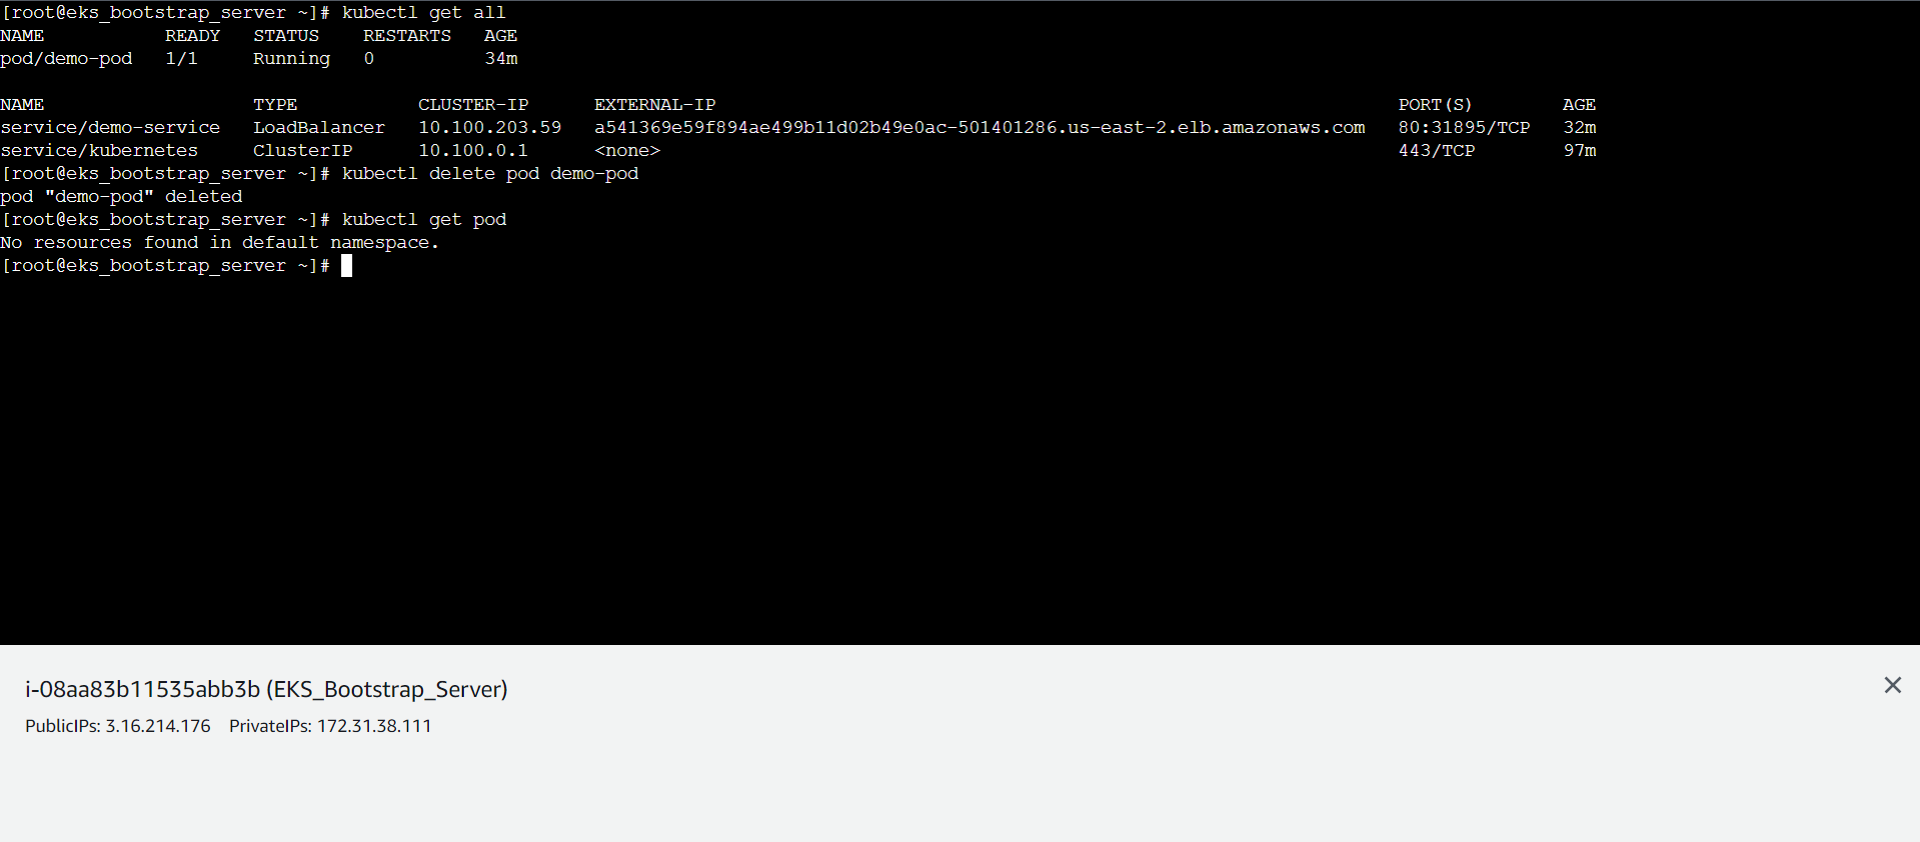 [root@eks_bootstrap_server ~]# kubectl get all
NAME           READY   STATUS    RESTARTS   AGE
pod/demo-pod   1/1     Running   0          34m

NAME                   TYPE           CLUSTER-IP      EXTERNAL-IP                                                              PORT(S)        AGE
service/demo-service   LoadBalancer   10.100.203.59   a541369e59f894ae499b11d02b49e0ac-501401286.us-east-2.elb.amazonaws.com   80:31895/TCP   32m
service/kubernetes     ClusterIP      10.100.0.1      <none>                                                                   443/TCP        97m
[root@eks_bootstrap_server ~]# kubectl delete pod demo-pod
pod "demo-pod" deleted
[root@eks_bootstrap_server ~]# kubectl get pod
No resources found in default namespace.
[root@eks_bootstrap_server ~]#
i-08aa83b11535abb3b (EKS_Bootstrap_Server)
PublicIPs: 3.16.214.176    PrivateIPs: 172.31.38.111